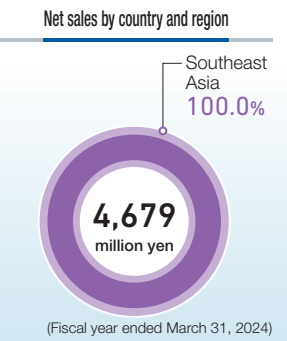 Net sales by country and region
Southeast
Asia
100.0%
4,679
million yen
(Fiscal year ended March 31, 2024)